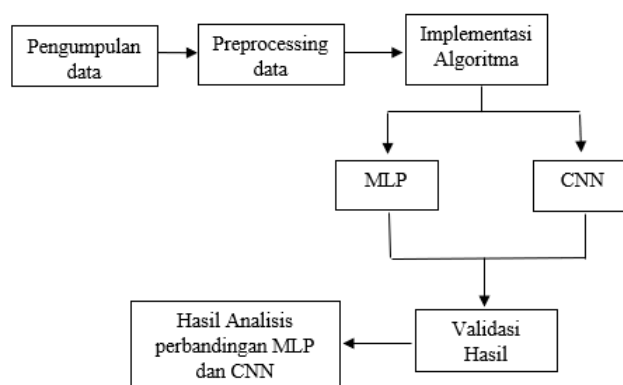 Pengumpulan
data
Preprocessing
data
Implementasi
Algoritma
MLP
CNN
Validasi
Hasil
Hasil Analisis
perbandingan MLP
dan CNN